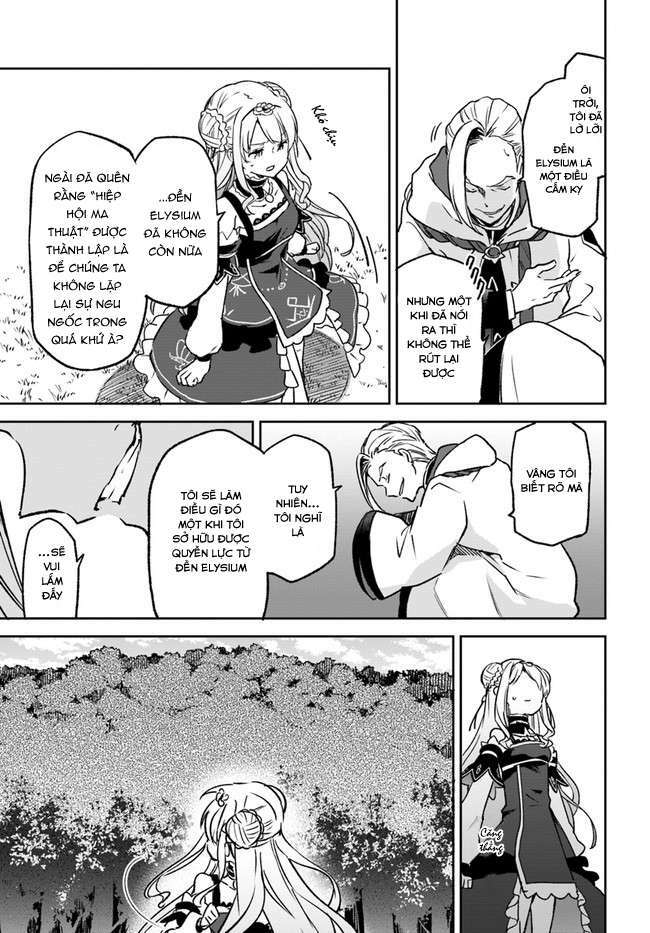 ÔI
TRỜI,
TÔI ĐÃ
LỠ LỜI
ĐỀN
ELYSIUM LÀ
MỘT ĐIỀU
CẤM KỴ
NHƯNG MỘT
KHI ĐÃ NÓI
RA THÌ
KHÔNG THỂ
RÚT LẠI
ĐƯỢC
Khó chịu
...ĐỀN
ELYSIUM
ĐÃ KHÔNG
CÒN NỮA
NGÀI ĐÃ QUÊN
RẰNG “HIỆP
HỘI MA
THUẬT” ĐƯỢC
THÀNH LẬP LÀ
ĐỂ CHÚNG TA
KHÔNG LẶP
LẠI SỰ NGU
NGỐC TRONG
QUÁ KHỨ À?
VÂNG TÔI
BIẾT RÕ MÀ
TUY
NHIÊN...
TÔI NGHĨ
LÀ
TÔI SẼ LÀM
ĐIỀU GÌ ĐÓ
MỘT KHI TÔI
SỞ HỮU ĐƯỢC
QUYỀN LỰC TỪ
ĐỀN ELYSIUM
...SẼ
VUI
LẮM
ĐẤY
Căng
thẳng